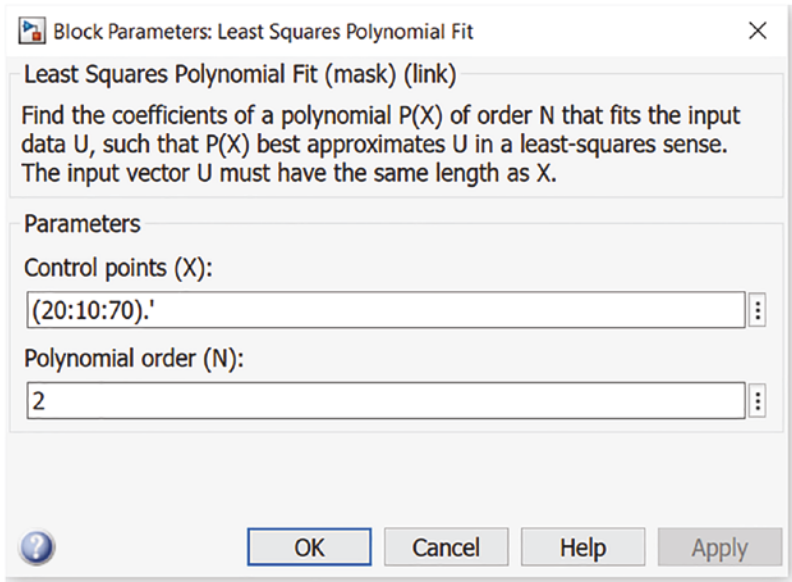 Block Parameters: Least Squares Polynomial Fit
Least Squares Polynomial Fit (mask) (link)
Find the coefficients of a polynomial P(X) of order N that fits the input
data U, such that P(X) best approximates U in a least-squares sense.
The input vector U must have the same length as X.
Parameters
Control points (X):
(20:10:70).'
Polynomial order (N):
2
OK Cancel Help Apply